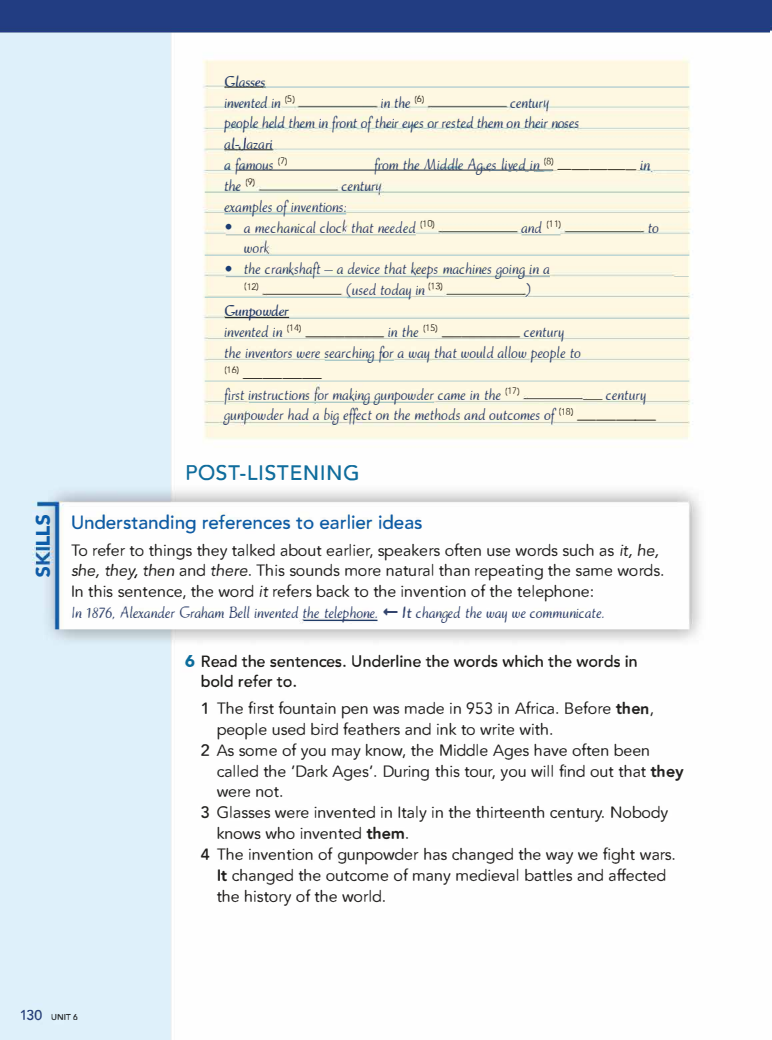 Glasses
invented in (5) ____________ in the (6) ____________ century
people held them in front of their eyes or rested them on their noses
al-Jazari
a famous (7) ____________ from the Middle Ages lived in (8) ____________ in
the (9) ____________ century
examples of inventions:
• a mechanical clock that needed (10) ____________ and (11) ____________ to
work
• the crankshaft – a device that keeps machines going in a
(12) ____________ (used today in (13) ____________)
Gunpowder
invented in (14) ____________ in the (15) ____________ century
the inventors were searching for a way that would allow people to
(16) ____________
first instructions for making gunpowder came in the (17) ____________ century
gunpowder had a big effect on the methods and outcomes of (18) ____________
POST-LISTENING
SKILLS
Understanding references to earlier ideas
To refer to things they talked about earlier, speakers often use words such as it, he,
she, they, then and there. This sounds more natural than repeating the same words.
In this sentence, the word it refers back to the invention of the telephone:
In 1876, Alexander Graham Bell invented the telephone. ← It changed the way we communicate.
6 Read the sentences. Underline the words which the words in
bold refer to.
1 The first fountain pen was made in 953 in Africa. Before then,
people used bird feathers and ink to write with.
2 As some of you may know, the Middle Ages have often been
called the ‘Dark Ages’. During this tour, you will find out that they
were not.
3 Glasses were invented in Italy in the thirteenth century. Nobody
knows who invented them.
4 The invention of gunpowder has changed the way we fight wars.
It changed the outcome of many medieval battles and affected
the history of the world.
130 UNIT 6